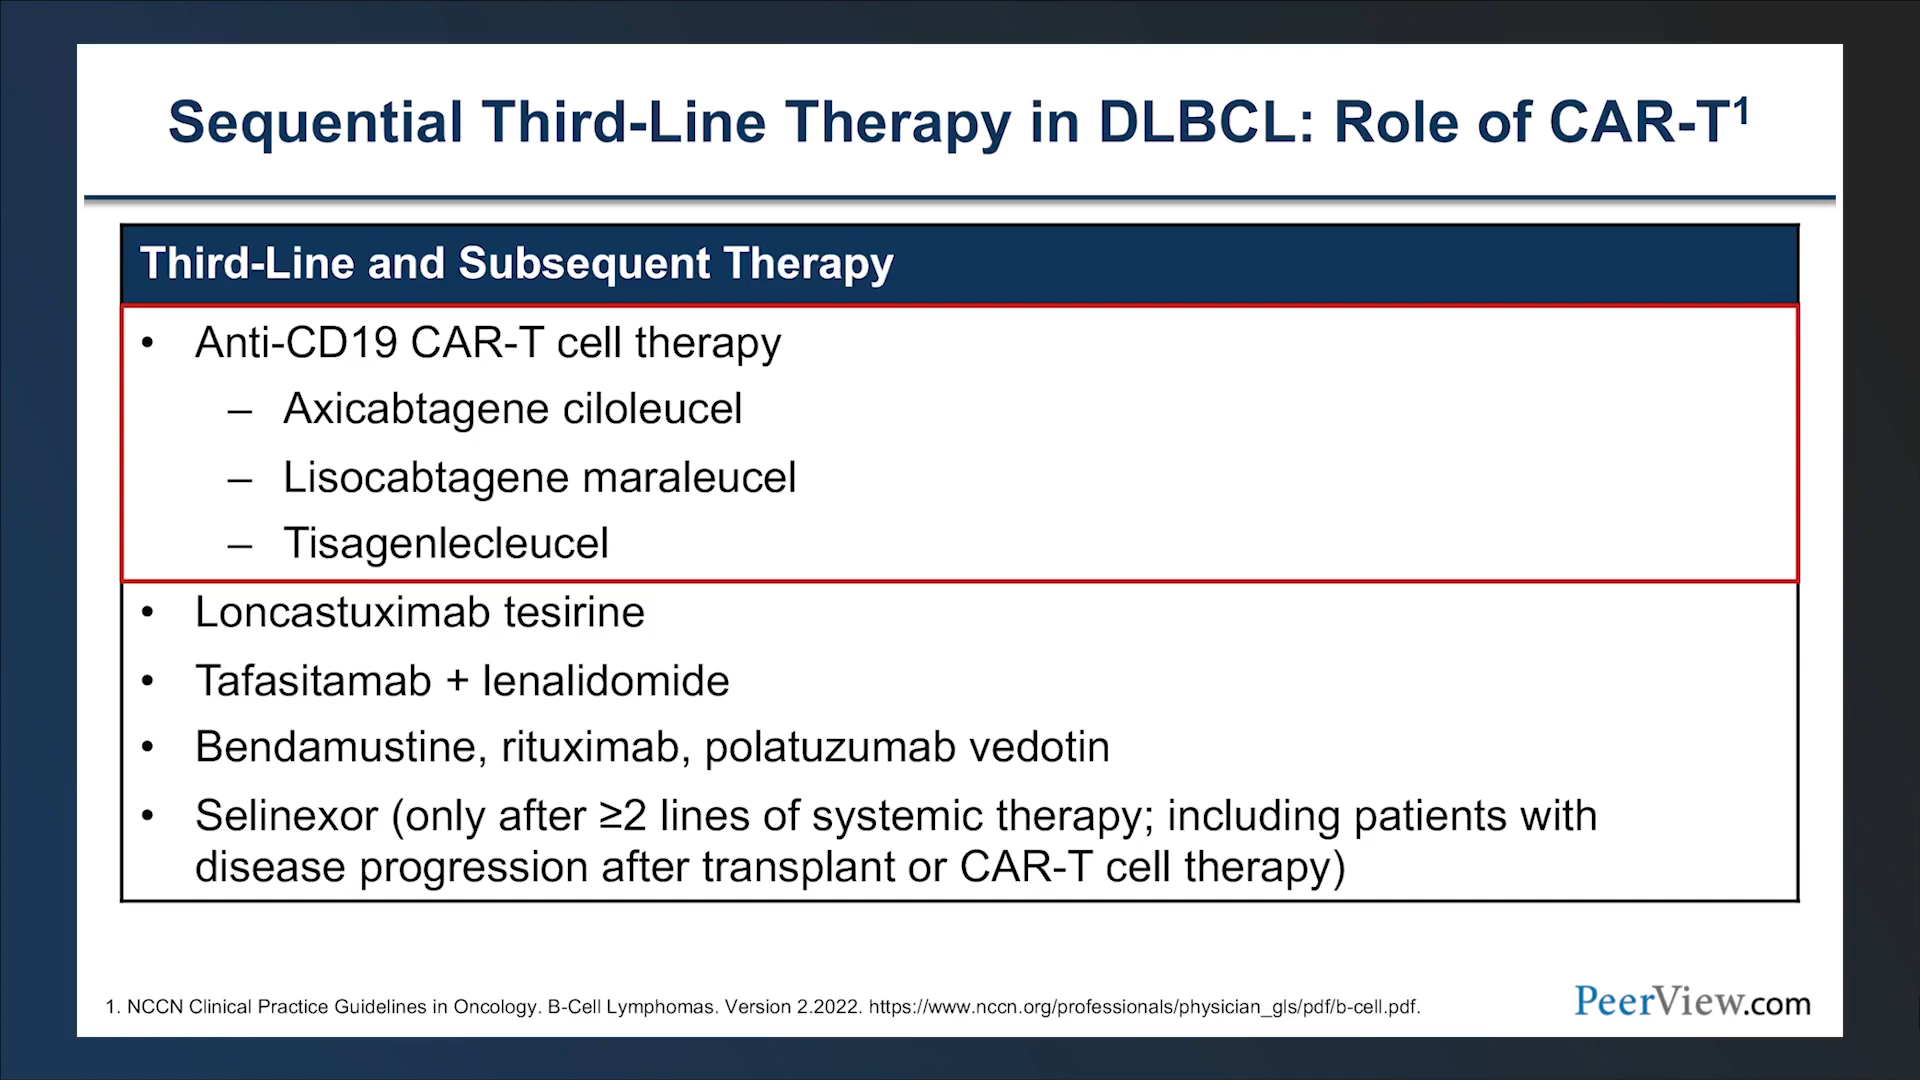 Sequential Third-Line Therapy in DLBCL: Role of CAR-T¹
Third-Line and Subsequent Therapy
• Anti-CD19 CAR-T cell therapy
– Axicabtagene ciloleucel
– Lisocabtagene maraleucel
– Tisagenlecleucel
• Loncastuximab tesirine
• Tafasitamab + lenalidomide
• Bendamustine, rituximab, polatuzumab vedotin
• Selinexor (only after ≥2 lines of systemic therapy; including patients with
disease progression after transplant or CAR-T cell therapy)
1. NCCN Clinical Practice Guidelines in Oncology. B-Cell Lymphomas. Version 2.2022. https://www.nccn.org/professionals/physician_gls/pdf/b-cell.pdf.
PeerView.com